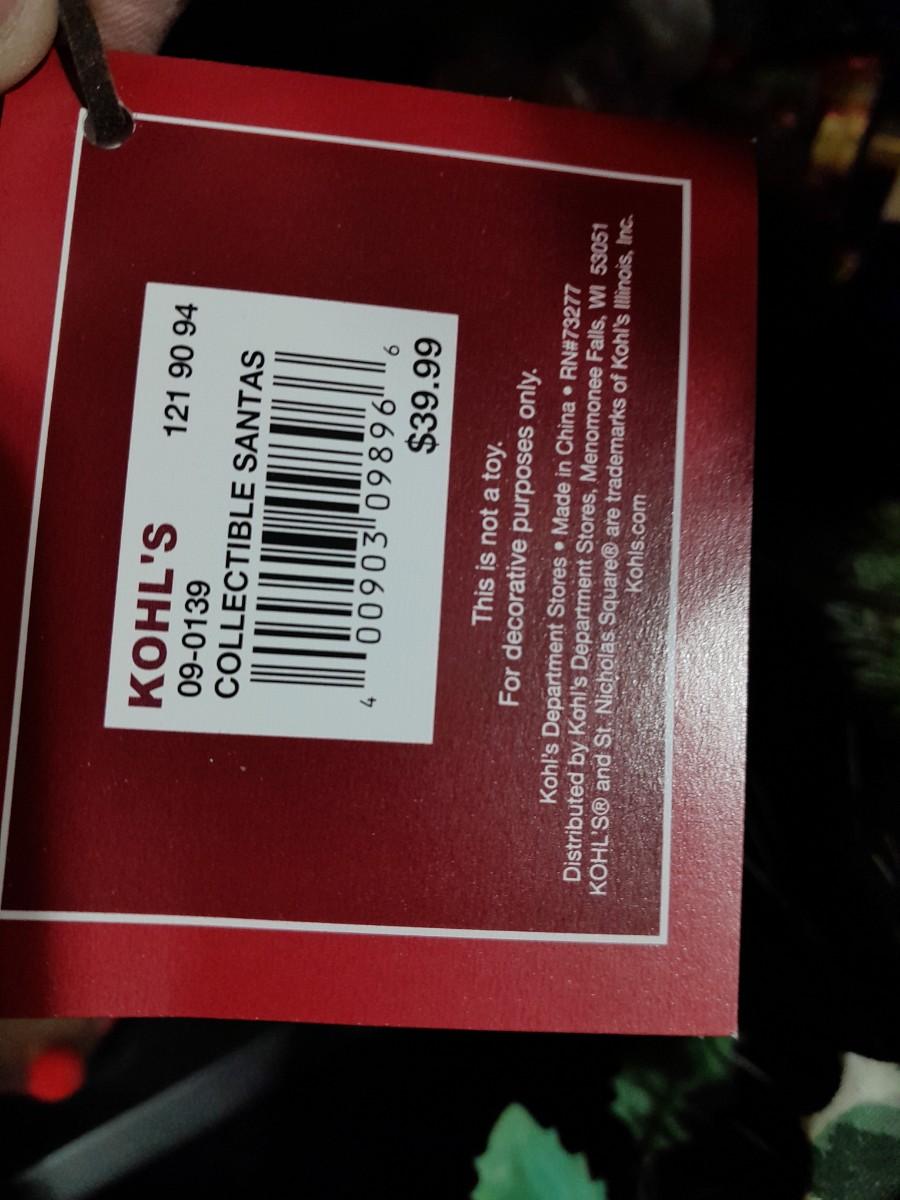 KOHL'S
09-0139 121 90 94
COLLECTIBLE SANTAS
4 00903 09896 6
$39.99
This is not a toy.
For decorative purposes only.
Kohl's Department Stores • Made in China • RN#73277
Distributed by Kohl's Department Stores, Menomonee Falls, WI 53051
KOHL'S® and St. Nicholas Square® are trademarks of Kohl's Illinois, Inc.
Kohls.com